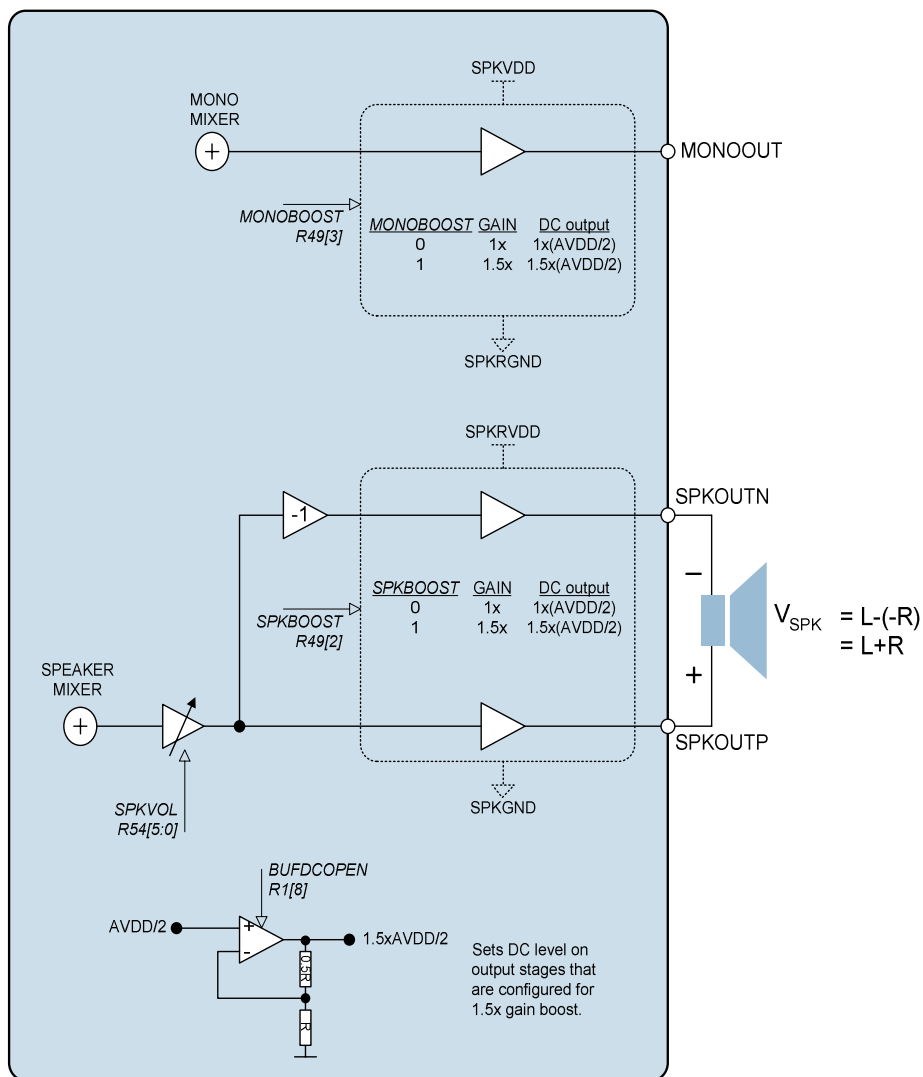 SPKVDD
MONO
MIXER
+
MONOOUT
MONOBOOST
R49[3]
MONOBOOST GAIN DC output
0 1x 1x(AVDD/2)
1 1.5x 1.5x(AVDD/2)
SPKRGND
SPKRVDD
SPKOUTN
-1
SPKBOOST
R49[2]
SPKBOOST GAIN DC output
0 1x 1x(AVDD/2)
1 1.5x 1.5x(AVDD/2)
−
+
VSPK = L-(-R)
= L+R
SPEAKER
MIXER
+
SPKOUTP
SPKGND
SPKVOL
R54[5:0]
BUFDCOPEN
R1[8]
AVDD/2
+
-
1.5xAVDD/2
0.5R
R
Sets DC level on
output stages that
are configured for
1.5x gain boost.